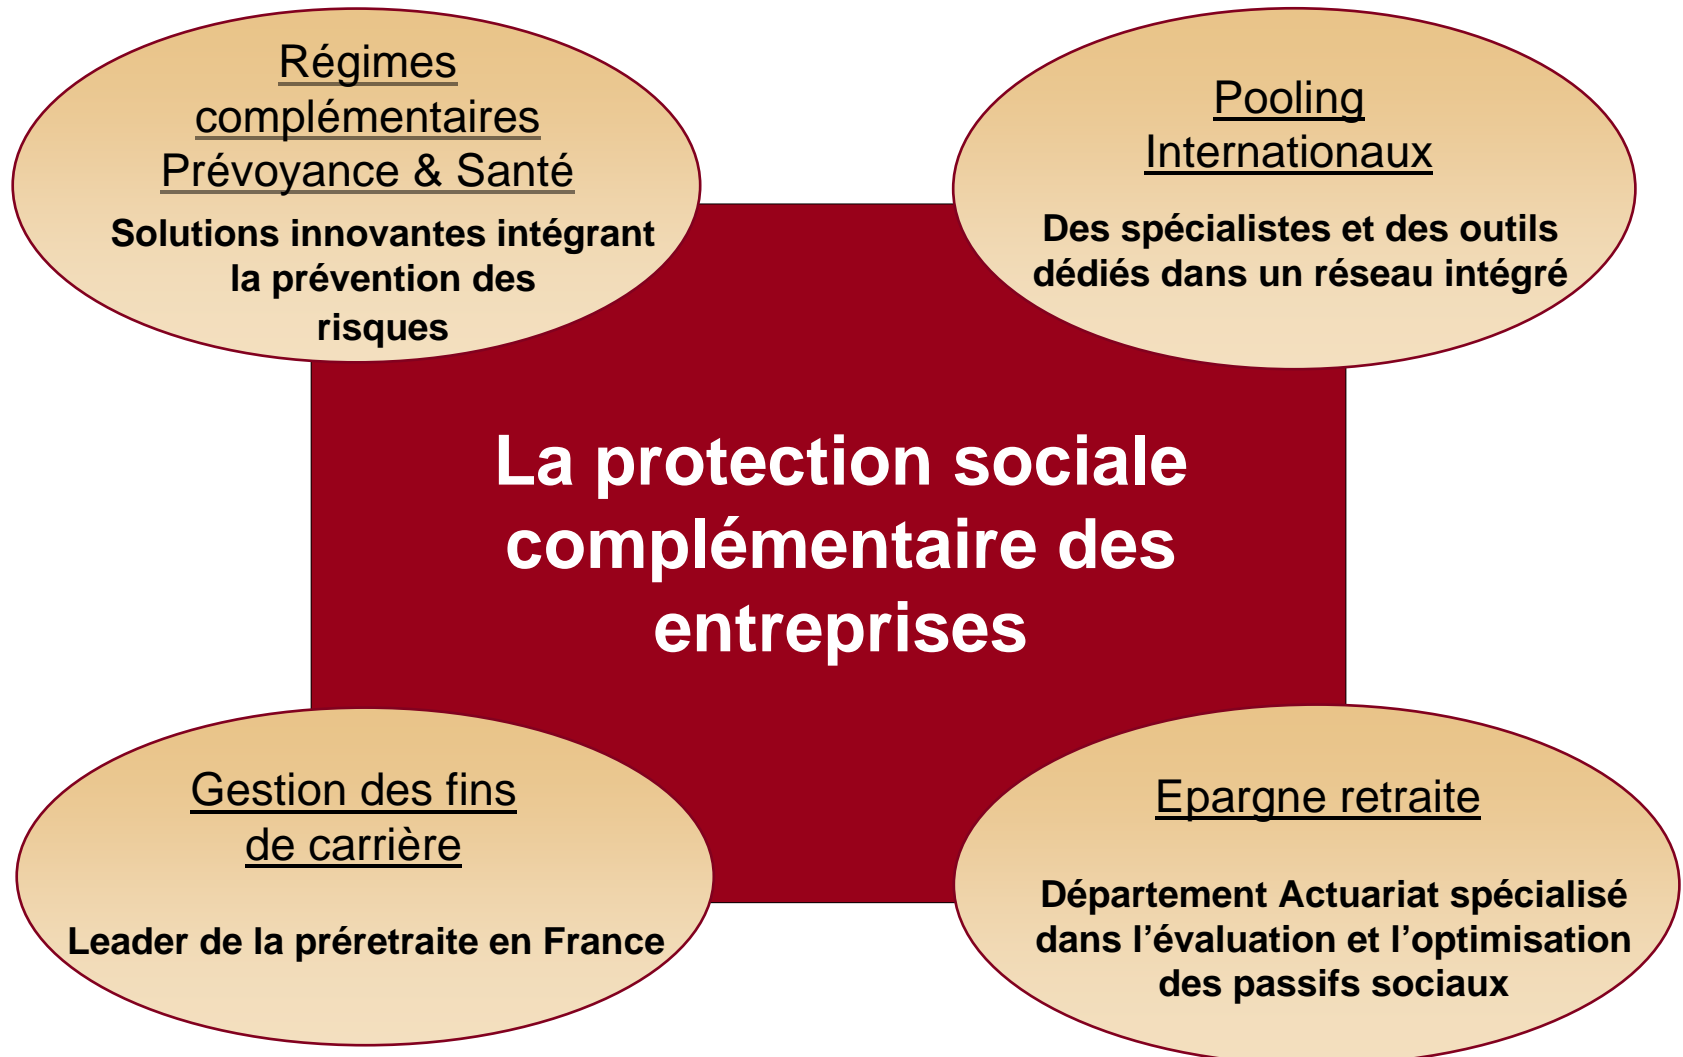 Régimes
complémentaires
Prévoyance & Santé
Solutions innovantes intégrant
la prévention des
risques
Pooling
Internationaux
Des spécialistes et des outils
dédiés dans un réseau intégré
La protection sociale
complémentaire des
entreprises
Gestion des fins
de carrière
Leader de la préretraite en France
Epargne retraite
Département Actuariat spécialisé
dans l’évaluation et l’optimisation
des passifs sociaux